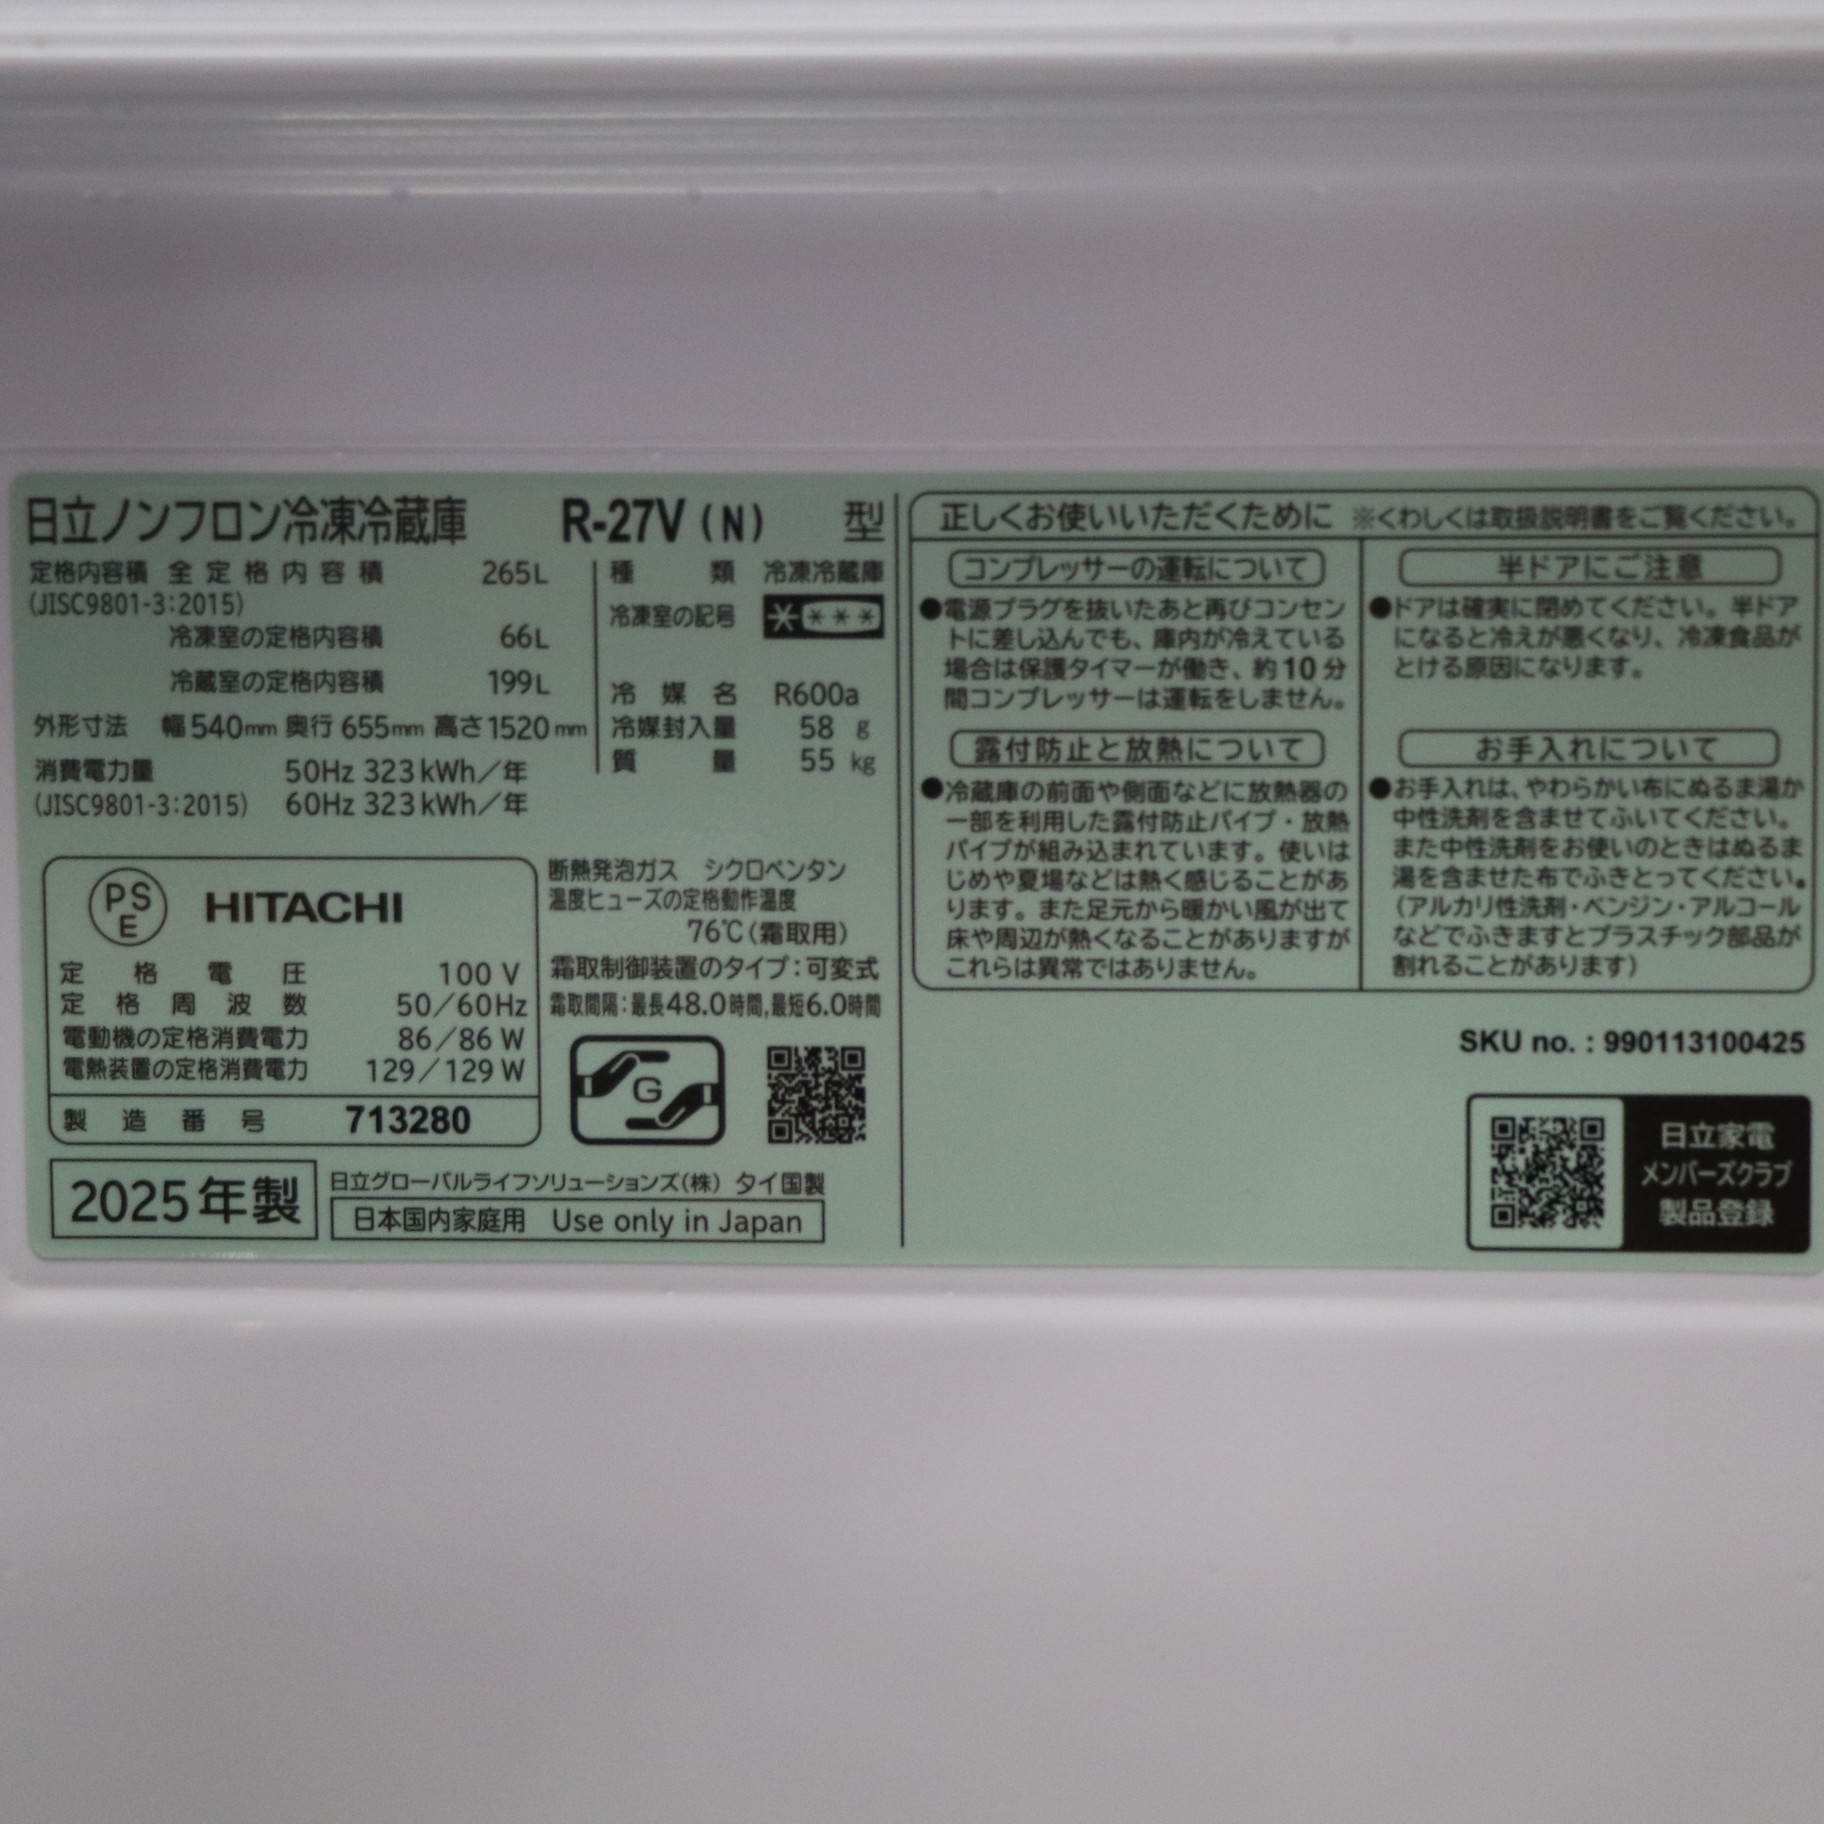 日立ノンフロン冷凍冷蔵庫 R-27V (N) 型
定格内容積 全定格内容積 265L
(JISC9801-3:2015)
冷凍室の定格内容積 66L
冷蔵室の定格内容積 199L
外形寸法 幅540mm 奥行655mm 高さ1520mm
消費電力量 50Hz 323kWh/年
(JISC9801-3:2015) 60Hz 323kWh/年
種類 冷凍冷蔵庫
冷凍室の記号
冷媒名 R600a
冷媒封入量 58 g
質量 55 kg
PSE HITACHI
定格電圧 100 V
定格周波数 50/60Hz
電動機の定格消費電力 86/86 W
電熱装置の定格消費電力 129/129 W
製造番号 713280
断熱発泡ガス シクロペンタン
温度ヒューズの定格動作温度
76℃(霜取用)
霜取制御装置のタイプ:可変式
霜取間隔:最長48.0時間,最短6.0時間
G
2025年製
日立グローバルライフソリューションズ(株) タイ国製
日本国内家庭用 Use only in Japan
正しくお使いいただくために ※くわしくは取扱説明書をご覧ください。
コンプレッサーの運転について
●電源プラグを抜いたあと再びコンセン
トに差し込んでも、庫内が冷えている
場合は保護タイマーが働き、約10分
間コンプレッサーは運転をしません。
露付防止と放熱について
●冷蔵庫の前面や側面などに放熱器の
一部を利用した露付防止パイプ・放熱
パイプが組み込まれています。使いは
じめや夏場などは熱く感じることがあ
ります。また足元から暖かい風が出て
床や周辺が熱くなることがありますが
これらは異常ではありません。
半ドアにご注意
●ドアは確実に閉めてください。半ドア
になると冷えが悪くなり、冷凍食品が
とける原因になります。
お手入れについて
●お手入れは、やわらかい布にぬるま湯か
中性洗剤を含ませてふいてください。
また中性洗剤をお使いのときはぬるま
湯を含ませた布でふきとってください。
(アルカリ性洗剤・ベンジン・アルコール
などでふきますとプラスチック部品が
割れることがあります)
SKU no. : 990113100425
日立家電
メンバーズクラブ
製品登録